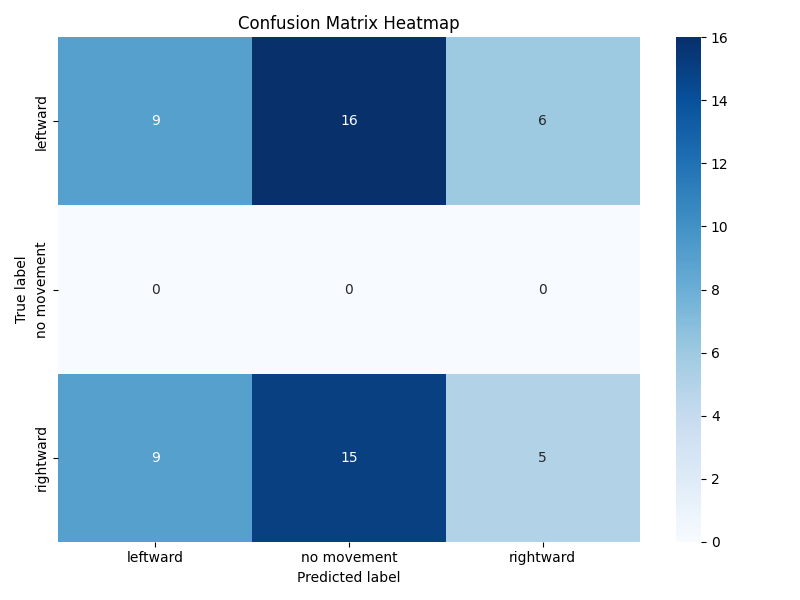 Confusion Matrix Heatmap
True label
leftward
9 16 6
no movement
0 0 0
rightward
9 15 5
leftward no movement rightward
Predicted label
16
14
12
10
8
6
4
2
0